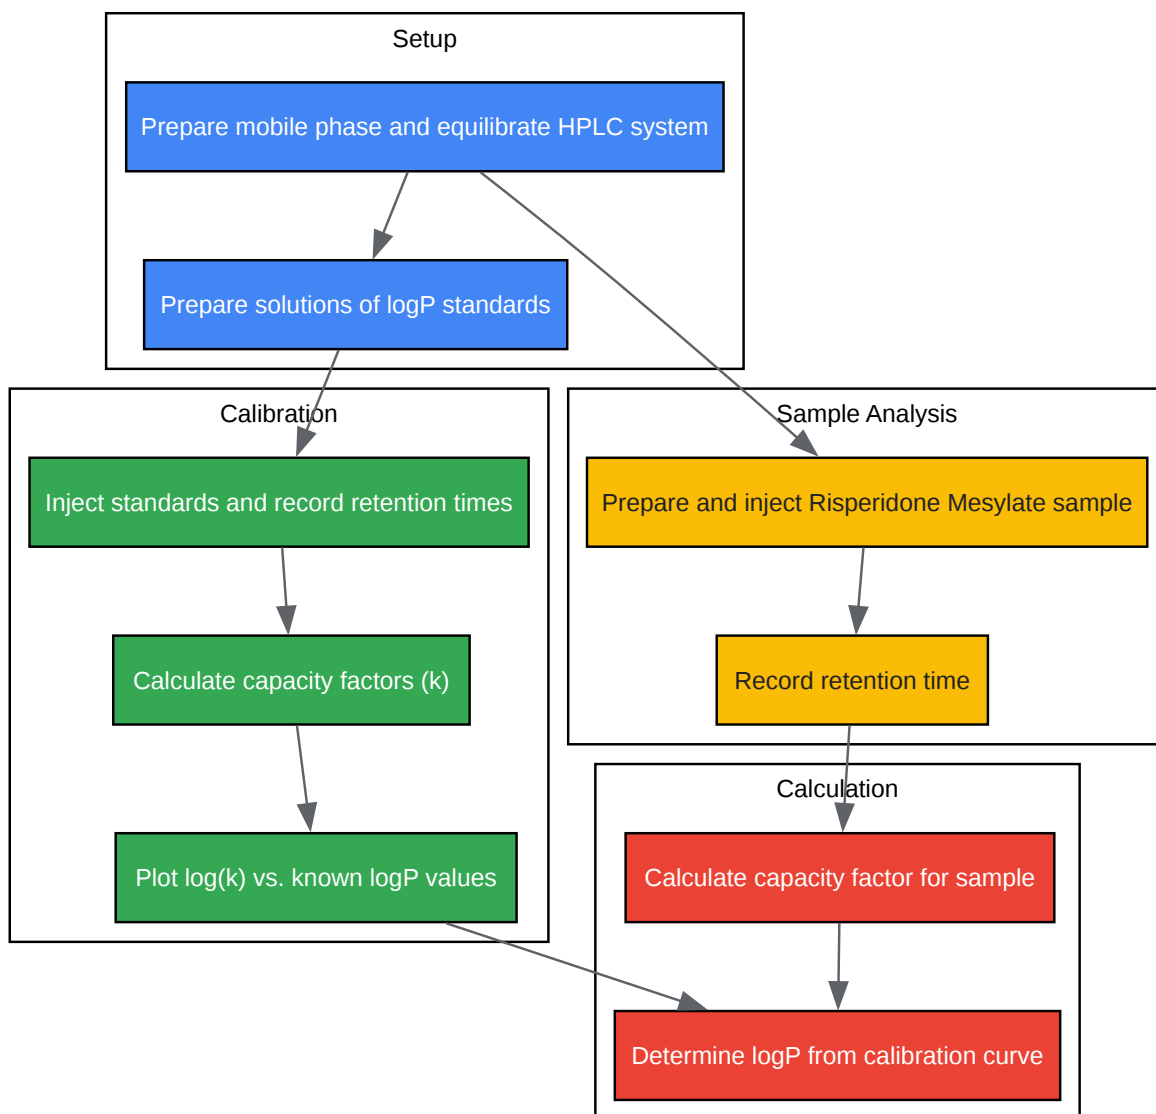 Setup
Prepare mobile phase and equilibrate HPLC system
Prepare solutions of logP standards
Calibration
Inject standards and record retention times
Calculate capacity factors (k)
Plot log(k) vs. known logP values
Sample Analysis
Prepare and inject Risperidone Mesylate sample
Record retention time
Calculation
Calculate capacity factor for sample
Determine logP from calibration curve